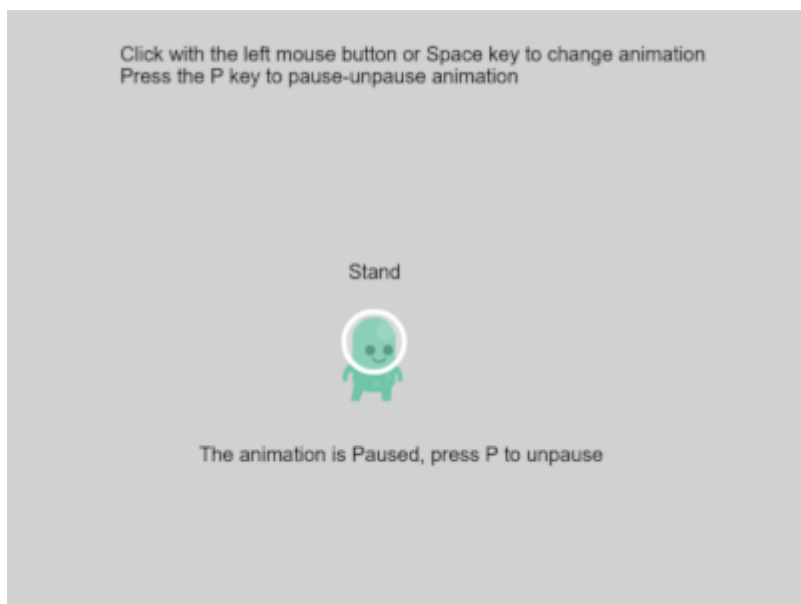 Click with the left mouse button or Space key to change animation
Press the P key to pause-unpause animation
Stand
The animation is Paused, press P to unpause